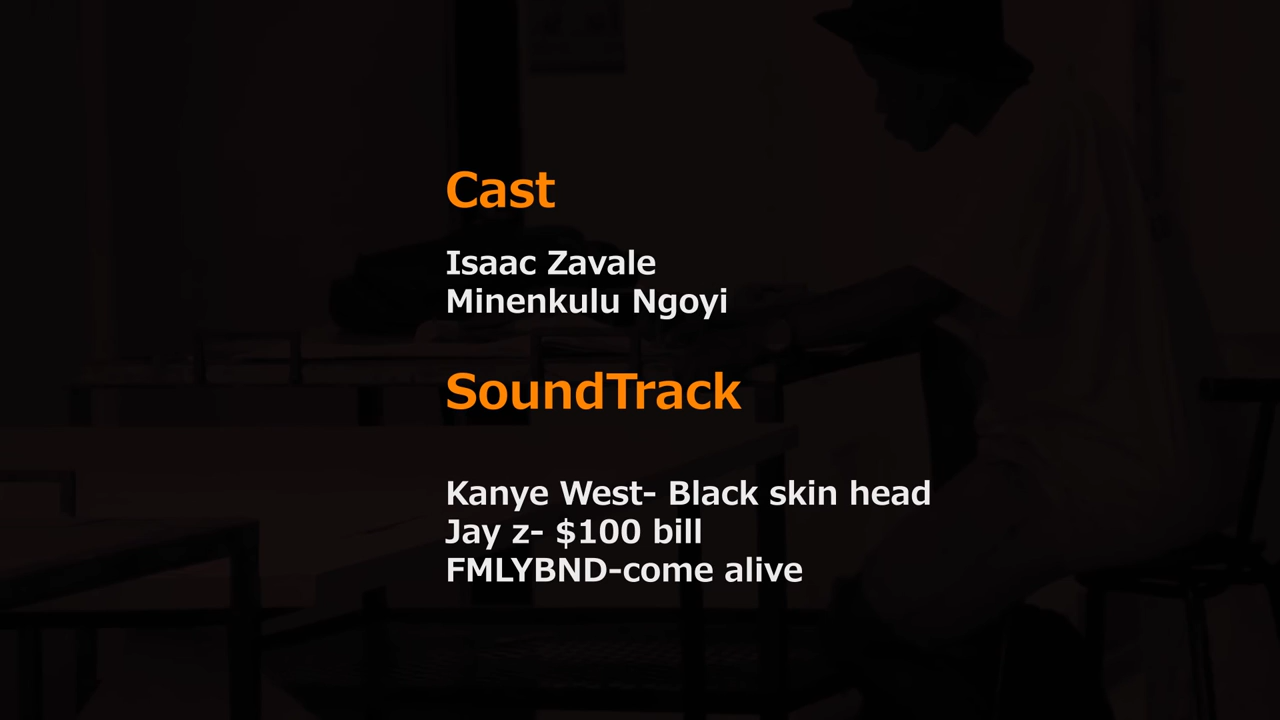 Cast
Isaac Zavale
Minenkulu Ngoyi
SoundTrack
Kanye West- Black skin head
Jay z- $100 bill
FMLYBND-come alive